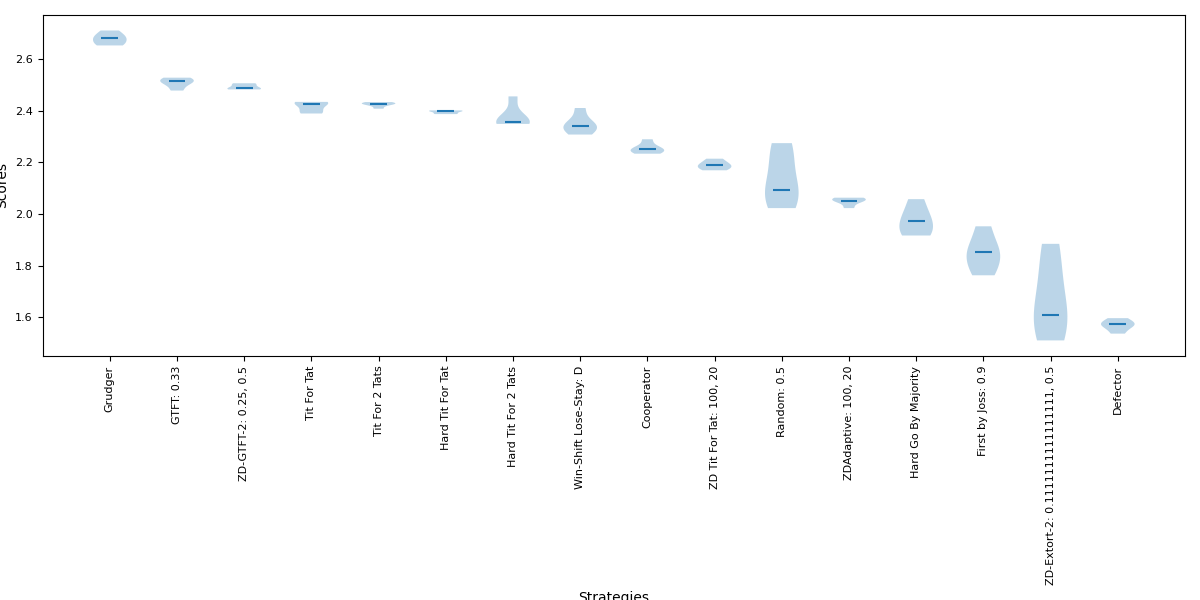 2.6
2.4
2.2
2.0
1.8
1.6
Scores
Grudger
GTFT: 0.33
ZD-GTFT-2: 0.25, 0.5
Tit For Tat
Tit For 2 Tats
Hard Tit For Tat
Hard Tit For 2 Tats
Win-Shift Lose-Stay: D
Cooperator
ZD Tit For Tat: 100, 20
Random: 0.5
ZDAdaptive: 100, 20
Hard Go By Majority
First by Joss: 0.9
ZD-Extort-2: 0.1111111111111111, 0.5
Defector
Strategies